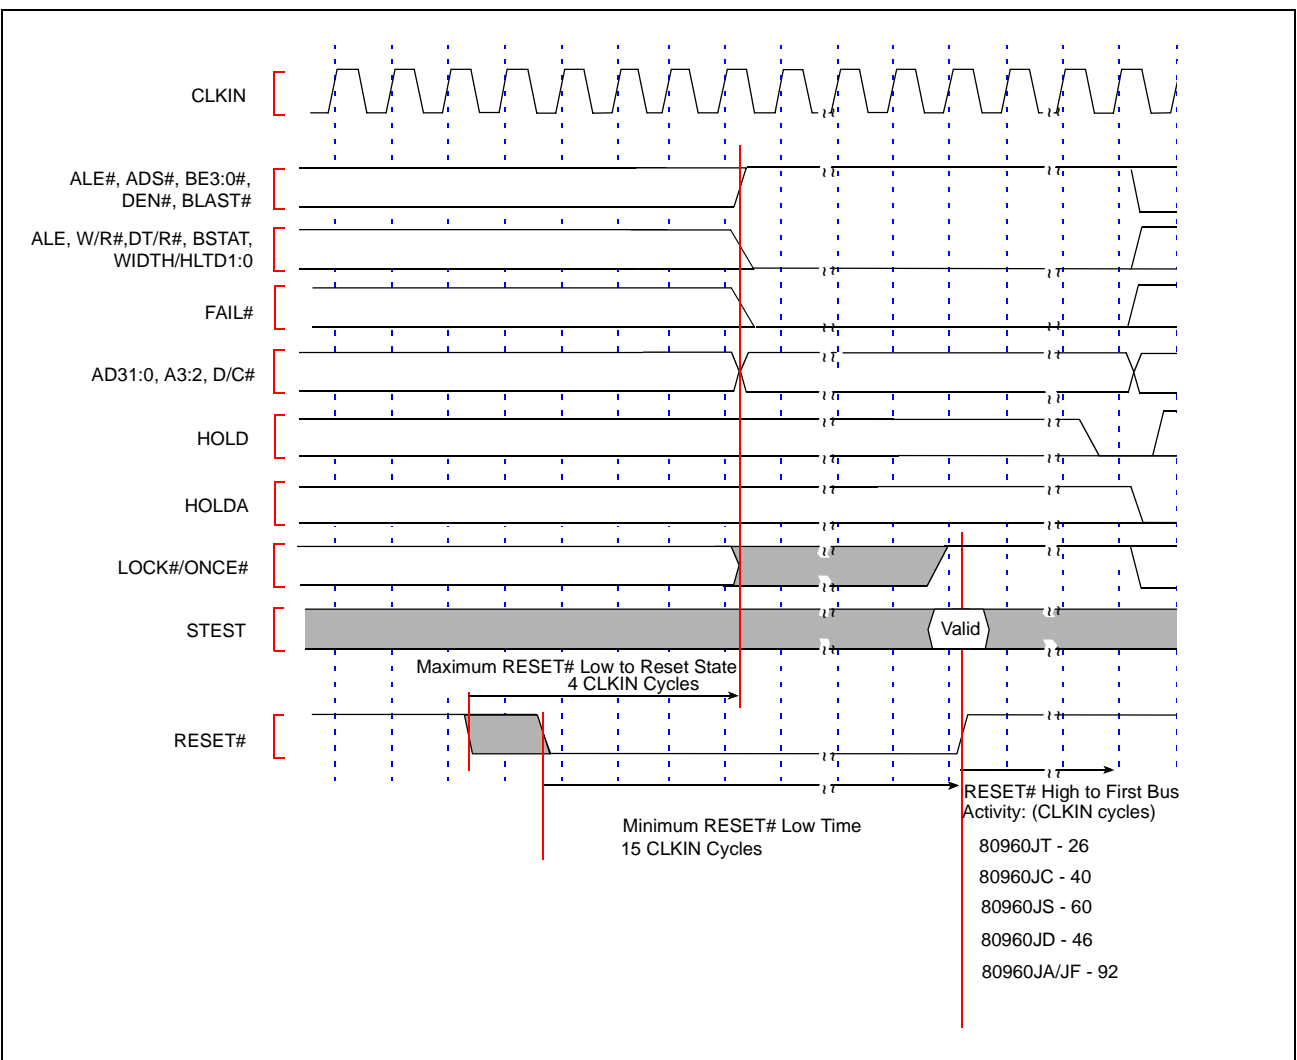 CLKIN
ALE#, ADS#, BE3:0#,
DEN#, BLAST#
ALE, W/R#,DT/R#, BSTAT,
WIDTH/HLTD1:0
FAIL#
AD31:0, A3:2, D/C#
HOLD
HOLDA
LOCK#/ONCE#
STEST
Valid
Maximum RESET# Low to Reset State
4 CLKIN Cycles
RESET#
Minimum RESET# Low Time
15 CLKIN Cycles
RESET# High to First Bus
Activity: (CLKIN cycles)
80960JT - 26
80960JC - 40
80960JS - 60
80960JD - 46
80960JA/JF - 92